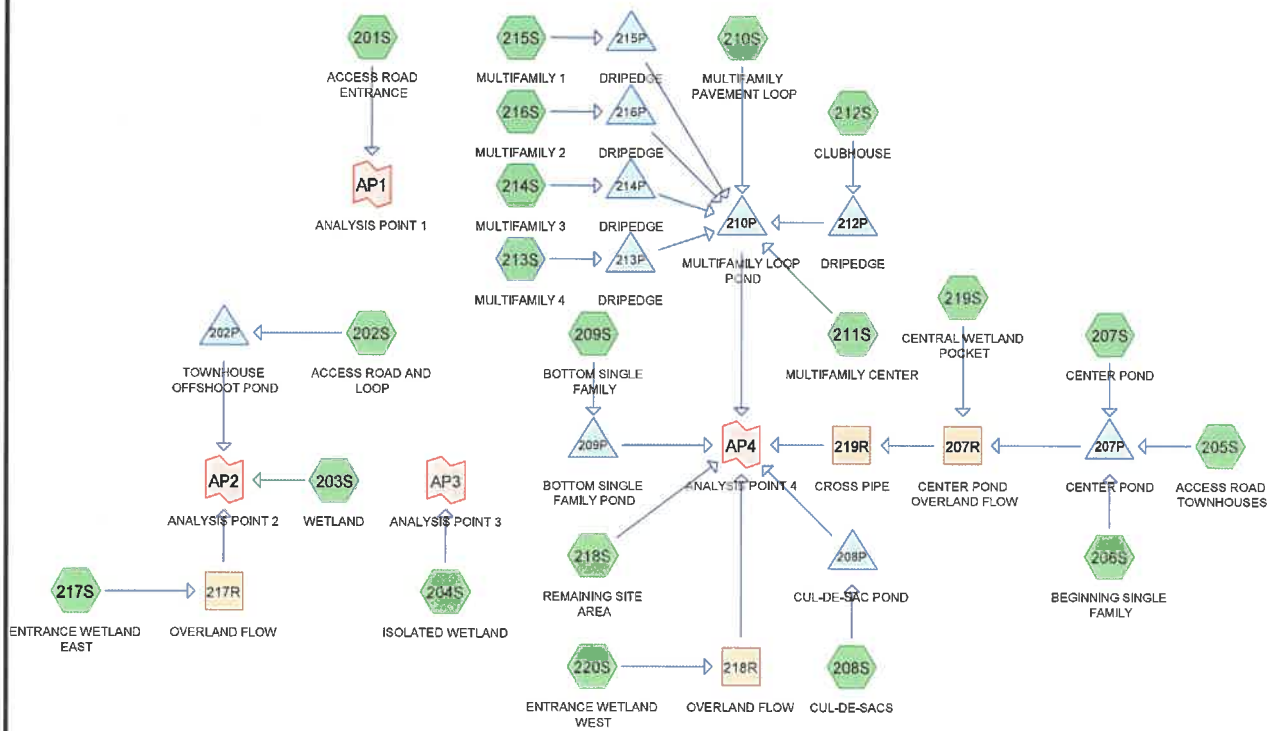 201S
ACCESS ROAD
ENTRANCE
AP1
ANALYSIS POINT 1
215S
MULTIFAMILY 1
215P
DRIPEDGE
216S
MULTIFAMILY 2
216P
DRIPEDGE
214S
MULTIFAMILY 3
214P
DRIPEDGE
213S
MULTIFAMILY 4
213P
DRIPEDGE
210S
MULTIFAMILY
PAVEMENT LOOP
212S
CLUBHOUSE
210P
MULTIFAMILY LOOP
POND
212P
DRIPEDGE
211S
MULTIFAMILY CENTER
219S
CENTRAL WETLAND
POCKET
207S
CENTER POND
202P
TOWNHOUSE
OFFSHOOT POND
202S
ACCESS ROAD AND
LOOP
209S
BOTTOM SINGLE
FAMILY
209P
BOTTOM SINGLE
FAMILY POND
AP4
ANALYSIS POINT 4
219R
CROSS PIPE
207R
CENTER POND
OVERLAND FLOW
207P
CENTER POND
205S
ACCESS ROAD
TOWNHOUSES
AP2
ANALYSIS POINT 2
203S
WETLAND
AP3
ANALYSIS POINT 3
217S
ENTRANCE WETLAND
EAST
217R
OVERLAND FLOW
204S
ISOLATED WETLAND
218S
REMAINING SITE
AREA
208P
CUL-DE-SAC POND
206S
BEGINNING SINGLE
FAMILY
220S
ENTRANCE WETLAND
WEST
218R
OVERLAND FLOW
208S
CUL-DE-SACS